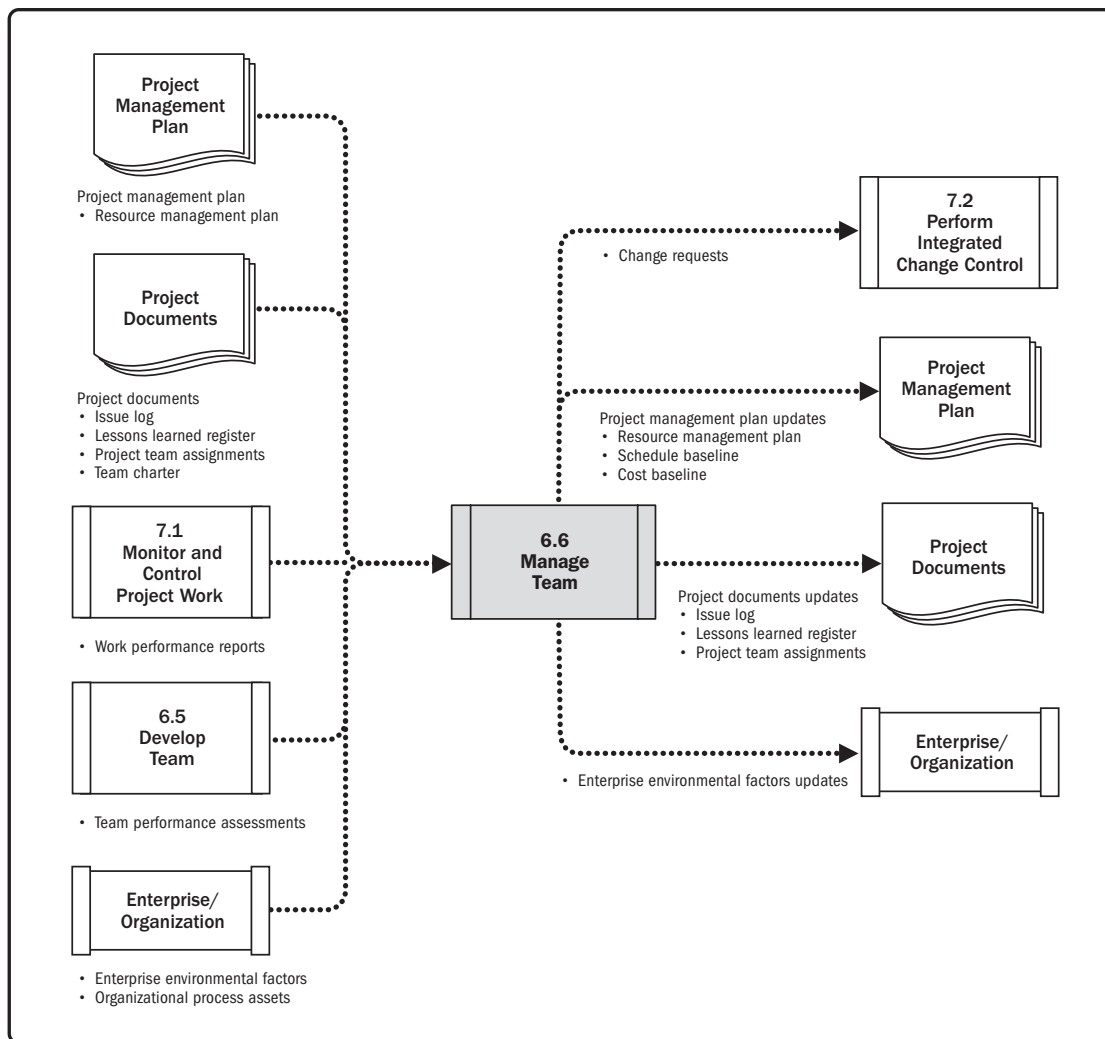 Project
Management
Plan
Project management plan
• Resource management plan
Project
Documents
Project documents
• Issue log
• Lessons learned register
• Project team assignments
• Team charter
7.1
Monitor and
Control
Project Work
• Work performance reports
6.5
Develop
Team
• Team performance assessments
Enterprise/
Organization
• Enterprise environmental factors
• Organizational process assets
6.6
Manage
Team
• Change requests
7.2
Perform
Integrated
Change Control
Project management plan updates
• Resource management plan
• Schedule baseline
• Cost baseline
Project
Management
Plan
Project documents updates
• Issue log
• Lessons learned register
• Project team assignments
Project
Documents
• Enterprise environmental factors updates
Enterprise/
Organization